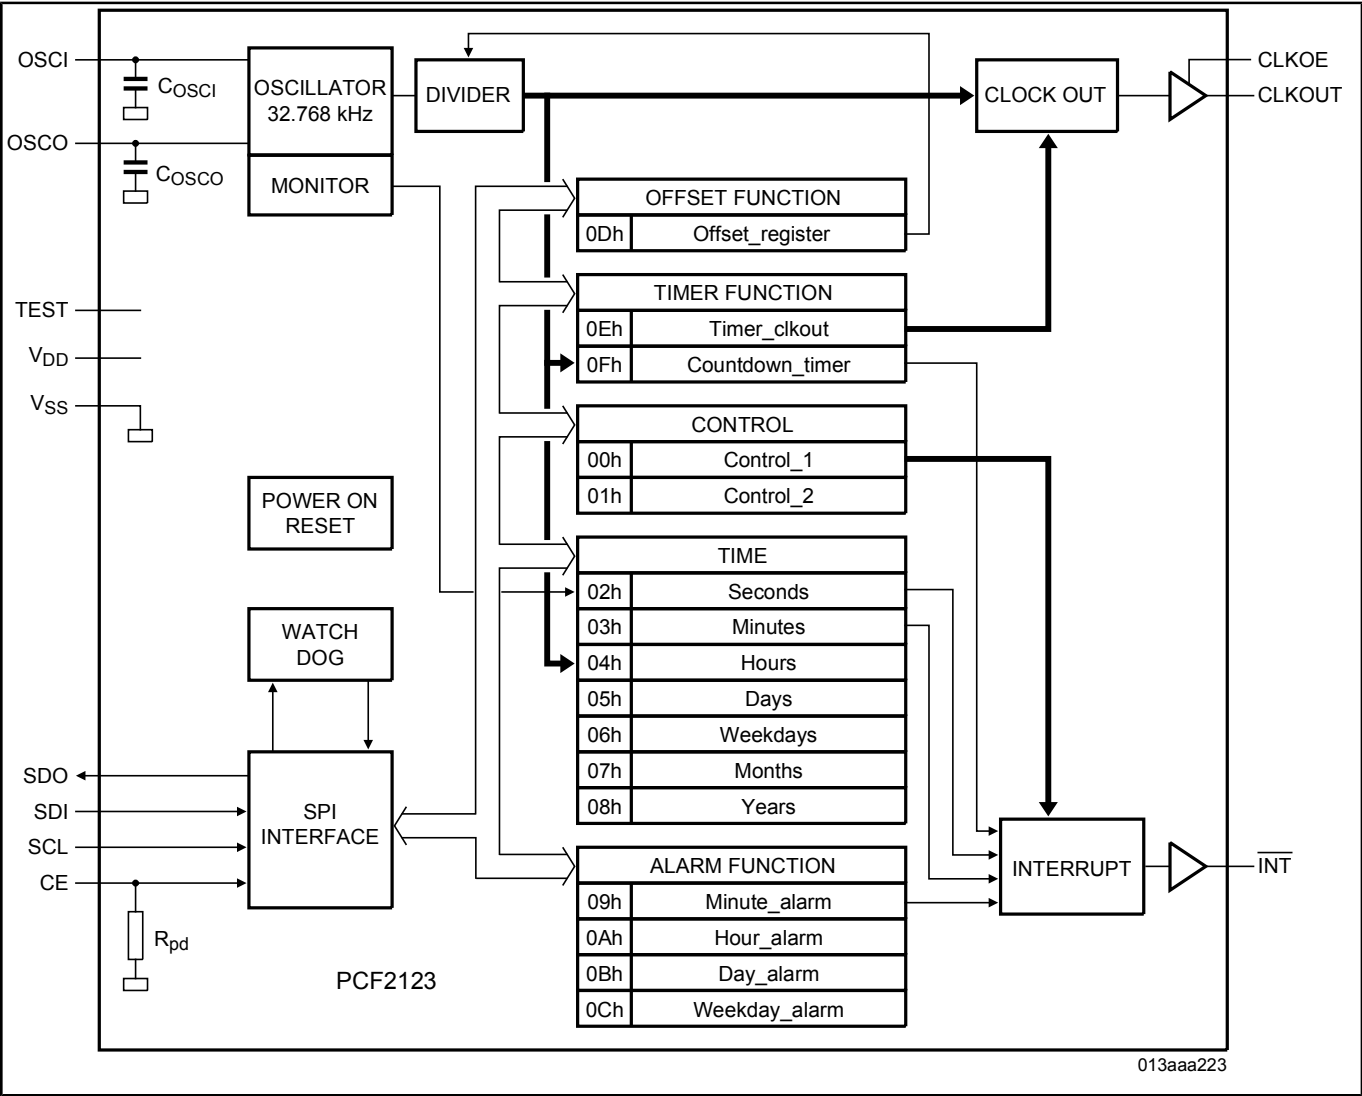 OSCI
COSCI
OSCO
COSCO
OSCILLATOR
32.768 kHz
MONITOR
DIVIDER
CLOCK OUT
CLKOE
CLKOUT
OFFSET FUNCTION
0Dh Offset_register
TIMER FUNCTION
0Eh Timer_clkout
0Fh Countdown_timer
TEST
VDD
VSS
CONTROL
00h Control_1
01h Control_2
POWER ON
RESET
TIME
02h Seconds
03h Minutes
04h Hours
05h Days
06h Weekdays
07h Months
08h Years
WATCH
DOG
SDO
SDI
SCL
CE
SPI
INTERFACE
Rpd
PCF2123
ALARM FUNCTION
09h Minute_alarm
0Ah Hour_alarm
0Bh Day_alarm
0Ch Weekday_alarm
INTERRUPT
INT
013aaa223